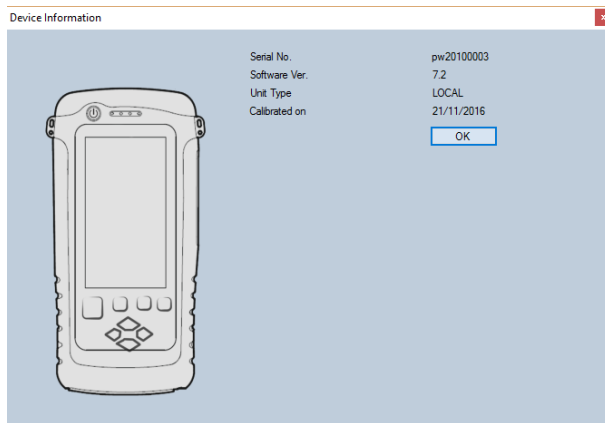 Device Information
Serial No. pw20100003
Software Ver. 7.2
Unit Type LOCAL
Calibrated on 21/11/2016
OK